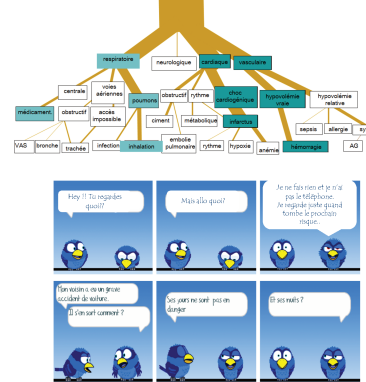 respiratoire
neurologique
cardiaque
vasculaire
centrale
voies
aériennes
poumons
obstructif
rythme
choc
cardiogénique
hypovolémie
vraie
hypovolémie
relative
médicament
obstructif
accès
impossible
ciment
métabolique
infarctus
sepsis
allergie
sy
VAS
bronche
trachée
infection
inhalation
embolie
pulmonaire
rythme
hypoxie
anémie
hémorragie
AG
Hey !! Tu regardes
quoi??
Mais allo quoi?
Je ne fais rien et je n'ai
pas le téléphone.
Je regarde juste quand
tombe le prochain
risque..
Mon voisin a eu un grave
accident de voiture.
Il s'en sort comment ?
Ses jours ne sont pas en
danger
Et ses nuits ?